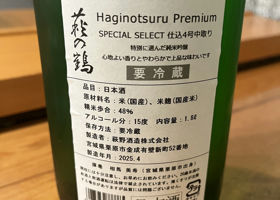 萩の鶴
Haginotsuru Premium
SPECIAL SELECT 仕込4号中取り
特別に選んだ純米吟醸
心地よい香りとやわらかで上品な味わいです
要冷蔵
品目：日本酒
原材料名：米（国産）、米麹（国産米）
精米歩合：48%
アルコール分：15度 内容量：1.8ℓ
保存方法：要冷蔵
製造者：萩野酒造株式会社
宮城県栗原市金成有壁新町52番地
製造年月：2025.4